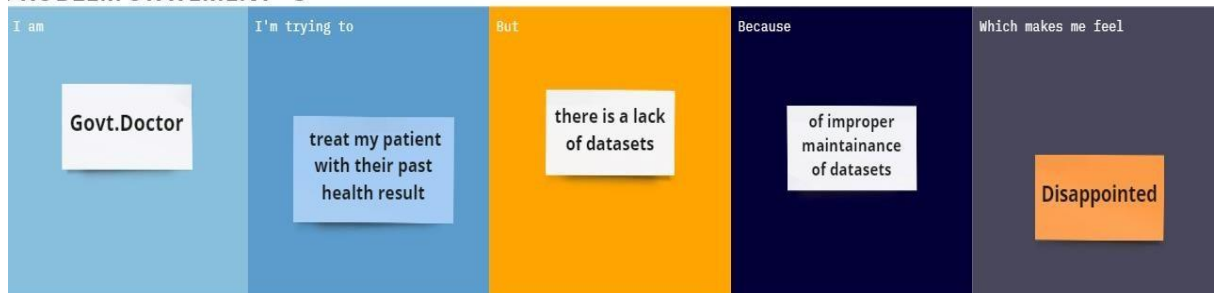 I am
Govt.Doctor
I'm trying to
treat my patient
with their past
health result
But
there is a lack
of datasets
Because
of improper
maintainance
of datasets
Which makes me feel
Disappointed